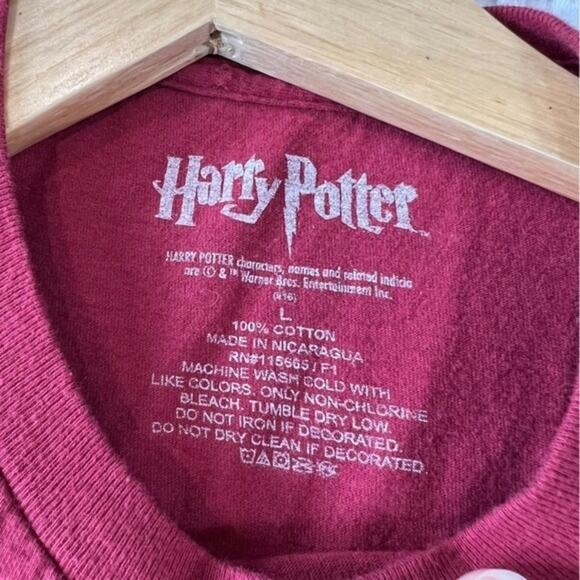 Harry Potter™
HARRY POTTER characters, names and related indicia
are © & ™ Warner Bros. Entertainment Inc.
(s16)
L
100% COTTON
MADE IN NICARAGUA
RN#115665 / F1
MACHINE WASH COLD WITH
LIKE COLORS. ONLY NON-CHLORINE
BLEACH. TUMBLE DRY LOW.
DO NOT IRON IF DECORATED.
DO NOT DRY CLEAN IF DECORATED.